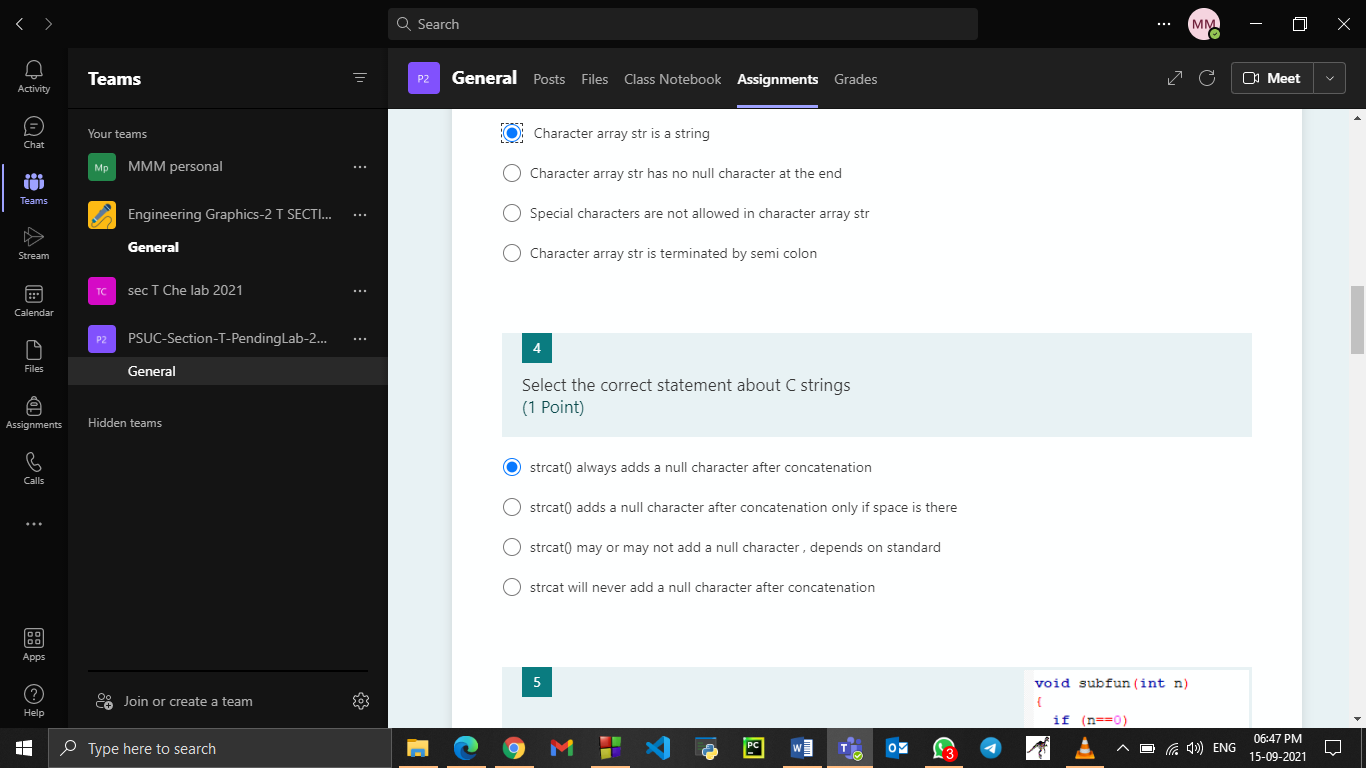 Search
MM
Activity
Chat
Teams
Stream
Calendar
Files
Assignments
Calls
Apps
Help
Teams
Your teams
Mp MMM personal
Engineering Graphics-2 T SECTI...
General
TC sec T Che lab 2021
P2 PSUC-Section-T-PendingLab-2...
General
Hidden teams
Join or create a team
P2 General Posts Files Class Notebook Assignments Grades
Meet
Character array str is a string
Character array str has no null character at the end
Special characters are not allowed in character array str
Character array str is terminated by semi colon
4
Select the correct statement about C strings
(1 Point)
strcat() always adds a null character after concatenation
strcat() adds a null character after concatenation only if space is there
strcat() may or may not add a null character , depends on standard
strcat will never add a null character after concatenation
5
void subfun(int n)
{
if (n==0)
Type here to search
PC
3
ENG
06:47 PM
15-09-2021